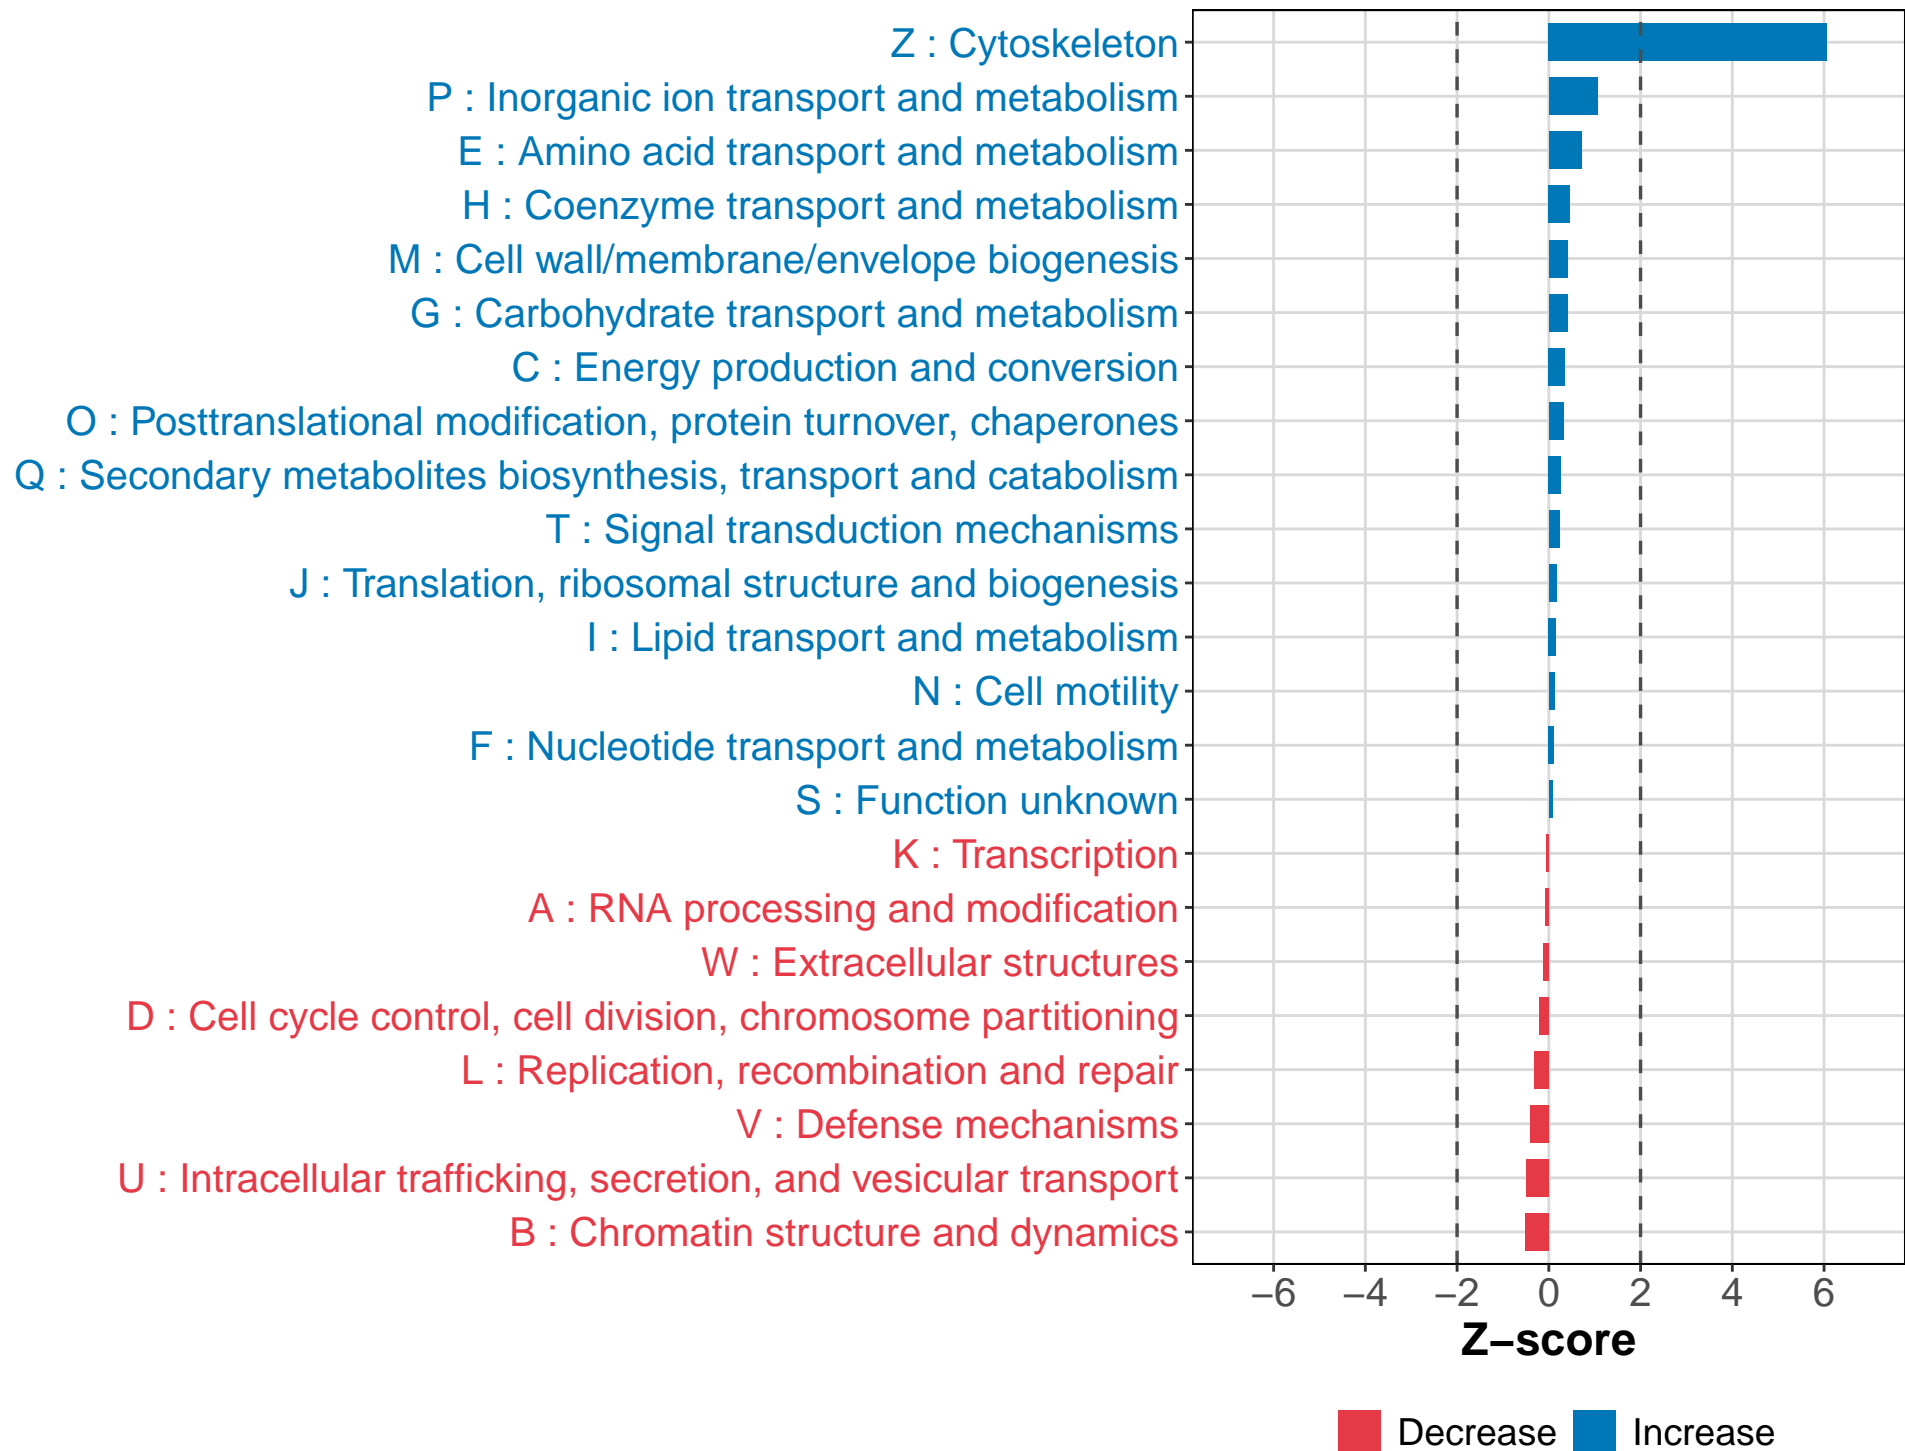 Z : Cytoskeleton
P : Inorganic ion transport and metabolism
E : Amino acid transport and metabolism
H : Coenzyme transport and metabolism
M : Cell wall/membrane/envelope biogenesis
G : Carbohydrate transport and metabolism
C : Energy production and conversion
O : Posttranslational modification, protein turnover, chaperones
Q : Secondary metabolites biosynthesis, transport and catabolism
T : Signal transduction mechanisms
J : Translation, ribosomal structure and biogenesis
I : Lipid transport and metabolism
N : Cell motility
F : Nucleotide transport and metabolism
S : Function unknown
K : Transcription
A : RNA processing and modification
W : Extracellular structures
D : Cell cycle control, cell division, chromosome partitioning
L : Replication, recombination and repair
V : Defense mechanisms
U : Intracellular trafficking, secretion, and vesicular transport
B : Chromatin structure and dynamics
−6 −4 −2 0 2 4 6
Z−score
Decrease Increase